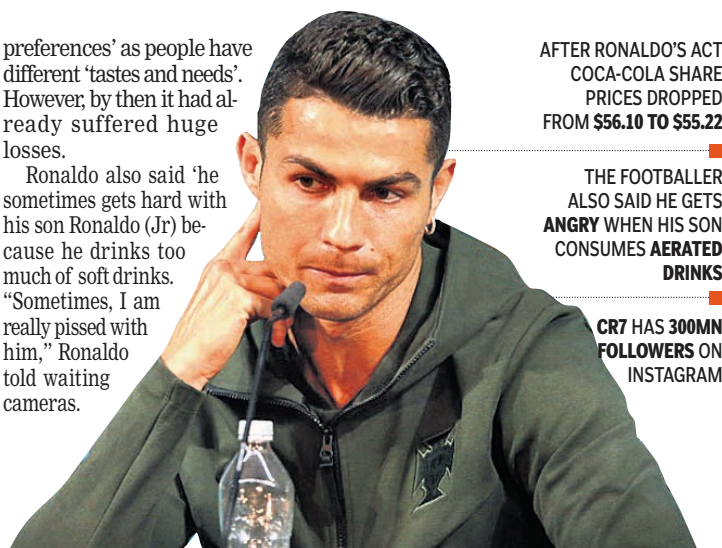 preferences' as people have
different 'tastes and needs'.
However, by then it had al-
ready suffered huge
losses.
Ronaldo also said 'he
sometimes gets hard with
his son Ronaldo (Jr) be-
cause he drinks too
much of soft drinks.
“Sometimes, I am
really pissed with
him,” Ronaldo
told waiting
cameras.
AFTER RONALDO'S ACT
COCA-COLA SHARE
PRICES DROPPED
FROM $56.10 TO $55.22
THE FOOTBALLER
ALSO SAID HE GETS
ANGRY WHEN HIS SON
CONSUMES AERATED
DRINKS
CR7 HAS 300MN
FOLLOWERS ON
INSTAGRAM